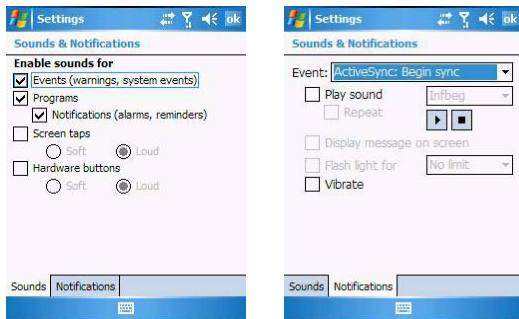 Settings ok
Sounds & Notifications
Enable sounds for
Events (warnings, system events)
Programs
Notifications (alarms, reminders)
Screen taps
Soft Loud
Hardware buttons
Soft Loud
Sounds Notifications
Settings ok
Sounds & Notifications
Event: ActiveSync: Begin sync
Play sound Infbeg
Repeat
Display message on screen
Flash light for No limit
Vibrate
Sounds Notifications